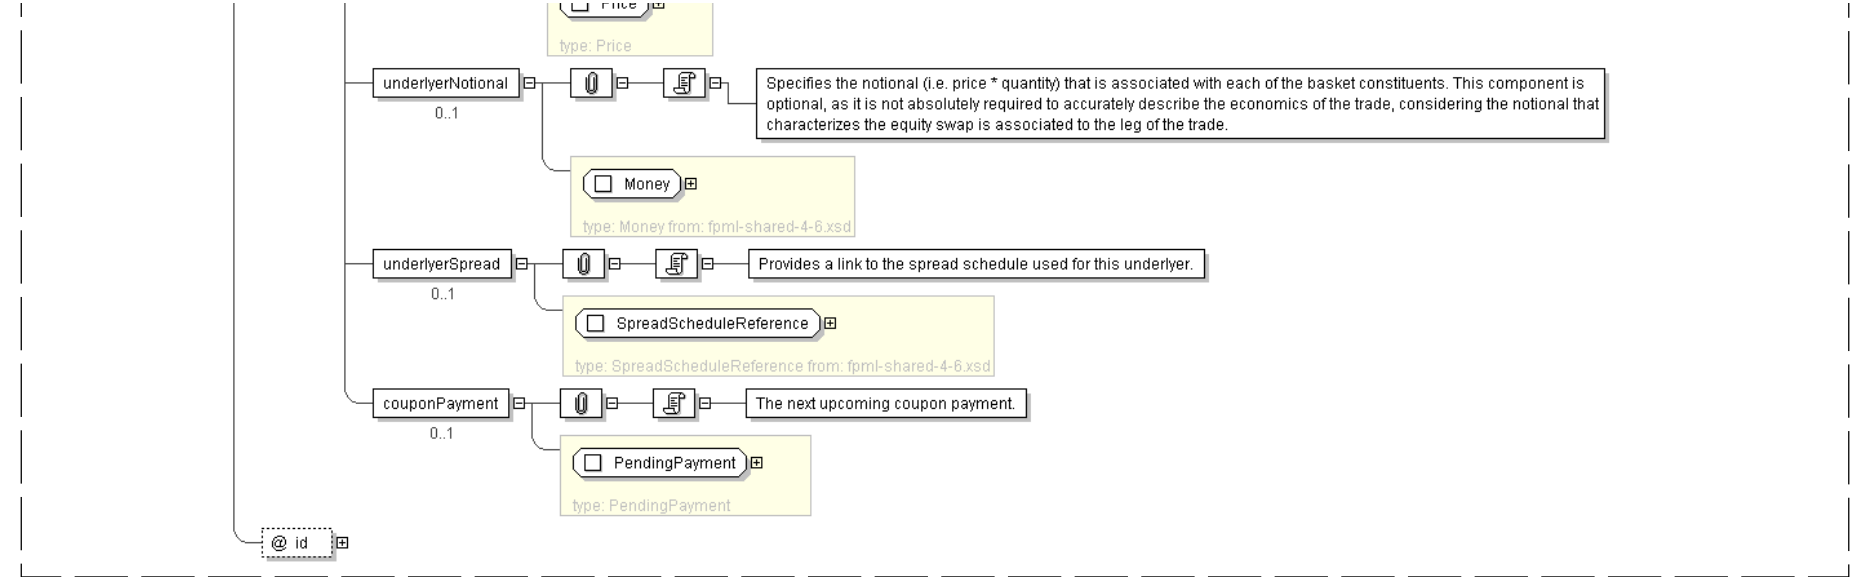 Price
type: Price
underlyerNotional
0..1
Specifies the notional (i.e. price * quantity) that is associated with each of the basket constituents. This component is
optional, as it is not absolutely required to accurately describe the economics of the trade, considering the notional that
characterizes the equity swap is associated to the leg of the trade.
Money
type: Money from: fpml-shared-4-6.xsd
underlyerSpread
0..1
Provides a link to the spread schedule used for this underlyer.
SpreadScheduleReference
type: SpreadScheduleReference from: fpml-shared-4-6.xsd
couponPayment
0..1
The next upcoming coupon payment.
PendingPayment
type: PendingPayment
@ id